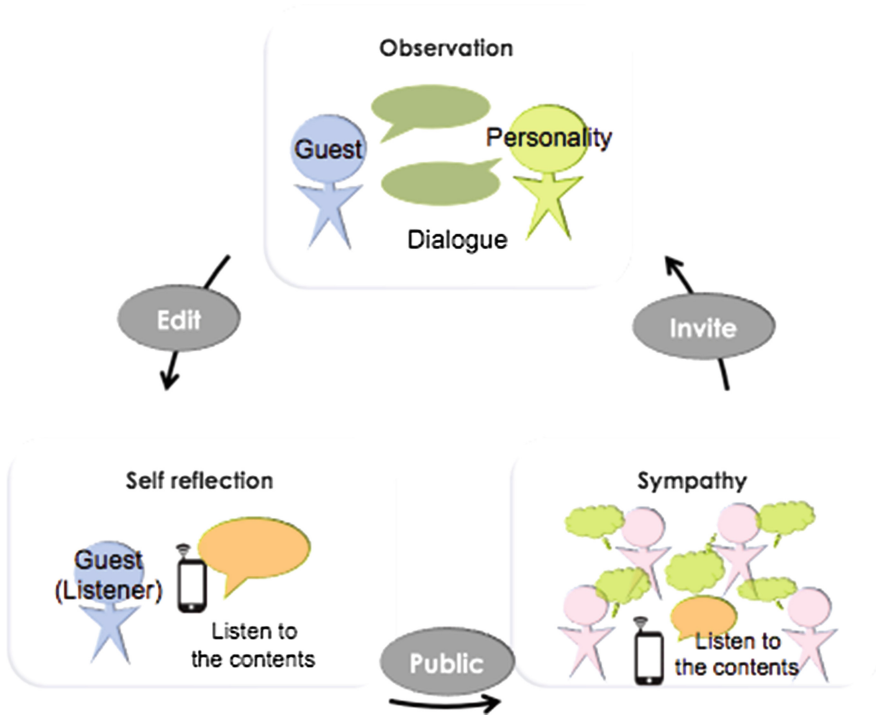 Observation
Guest
Personality
Dialogue
Edit
Invite
Self reflection
Guest
(Listener)
Listen to
the contents
Public
Sympathy
Listen to
the contents